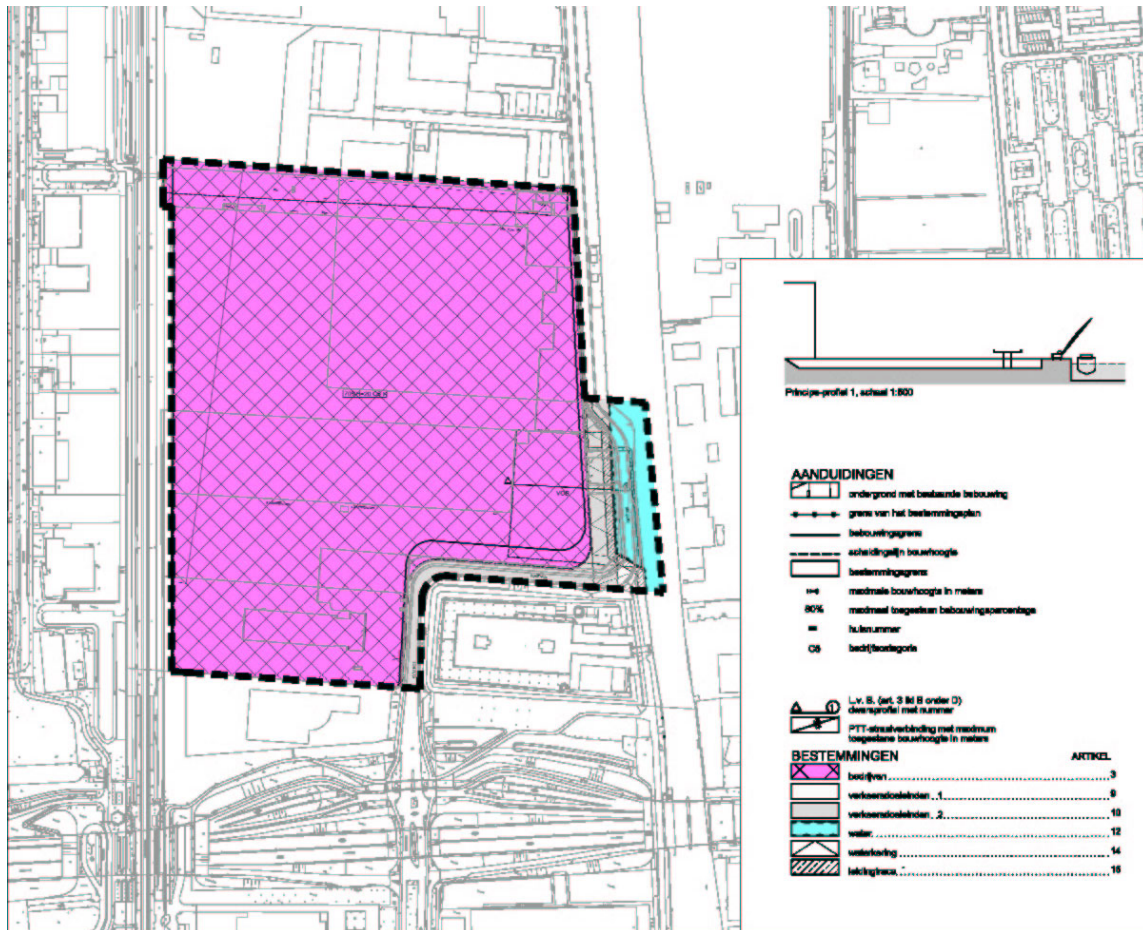 Principe-profiel 1, schaal 1:500
AANDUIDINGEN
ondergrond met bestaande bebouwing
grens van het bestemmingsplan
bebouwingsgrens
scheidingslijn bouwhoogte
bestemmingsgrens
maximale bouwhoogte in meters
80% maximaal toegestaan bebouwingspercentage
huisnummer
C5 bedrijfscategorie
i.v. B. (art. 3 lid B onder D)
1 dwarsprofiel met nummer
PTT-straalverbinding met maximum
toegestane bouwhoogte in meters
BESTEMMINGEN ARTIKEL
bedrijven 3
verkeersdoeleinden 1 9
verkeersdoeleinden 2 10
water 12
waterkering 14
leidingtrace 15